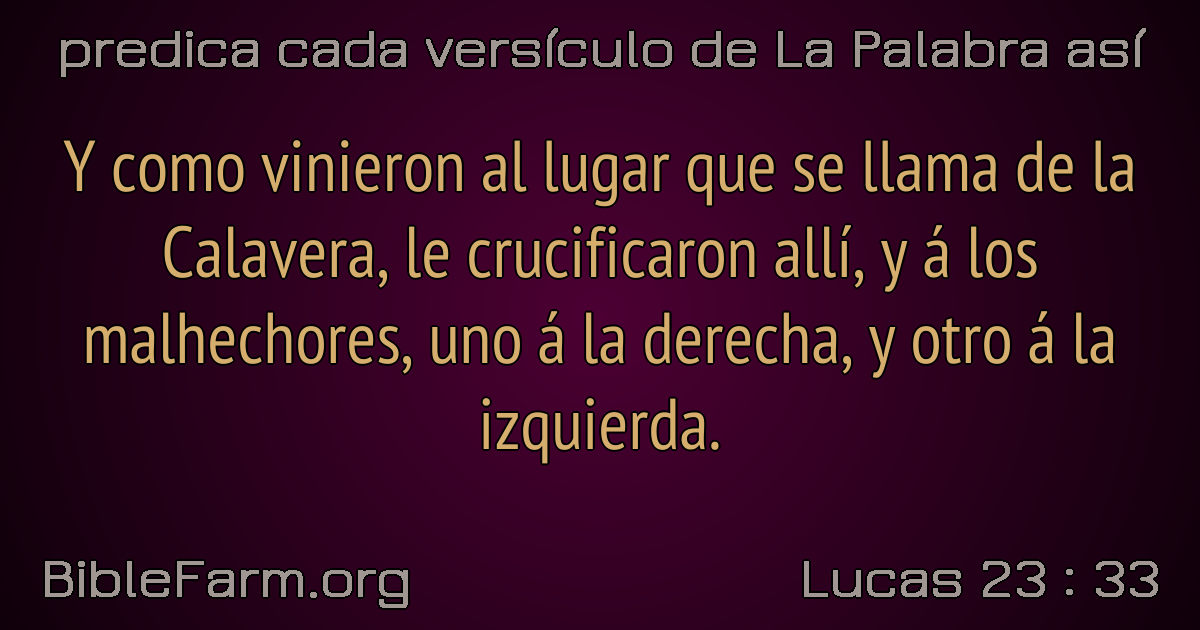 predica cada versículo de La Palabra así
Y como vinieron al lugar que se llama de la
Calavera, le crucificaron allí, y á los
malhechores, uno á la derecha, y otro á la
izquierda.
BibleFarm.org
Lucas 23 : 33